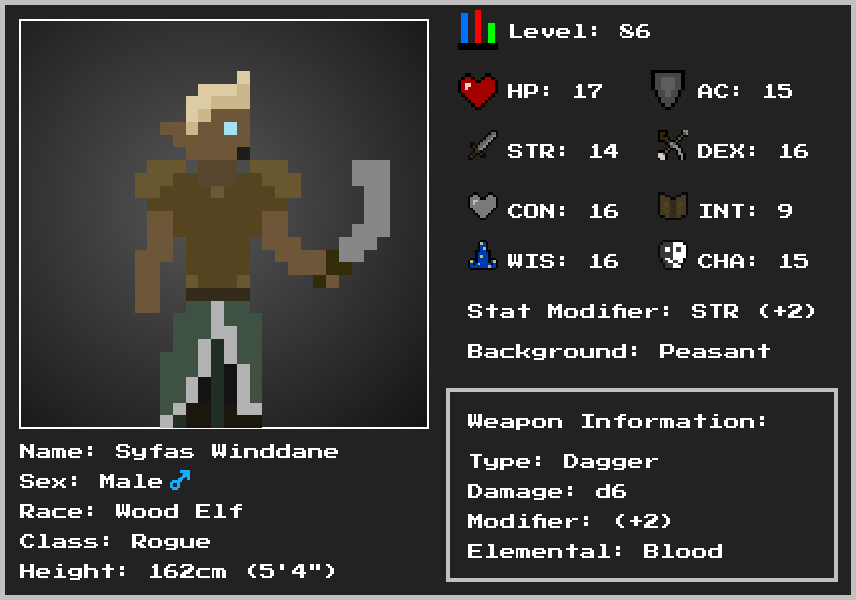 Level: 86
HP: 17
AC: 15
STR: 14
DEX: 16
CON: 16
INT: 9
WIS: 16
CHA: 15
Stat Modifier: STR (+2)
Background: Peasant
Weapon Information:
Type: Dagger
Damage: d6
Modifier: (+2)
Elemental: Blood
Name: Syfas Winddane
Sex: Male ♂
Race: Wood Elf
Class: Rogue
Height: 162cm (5'4")